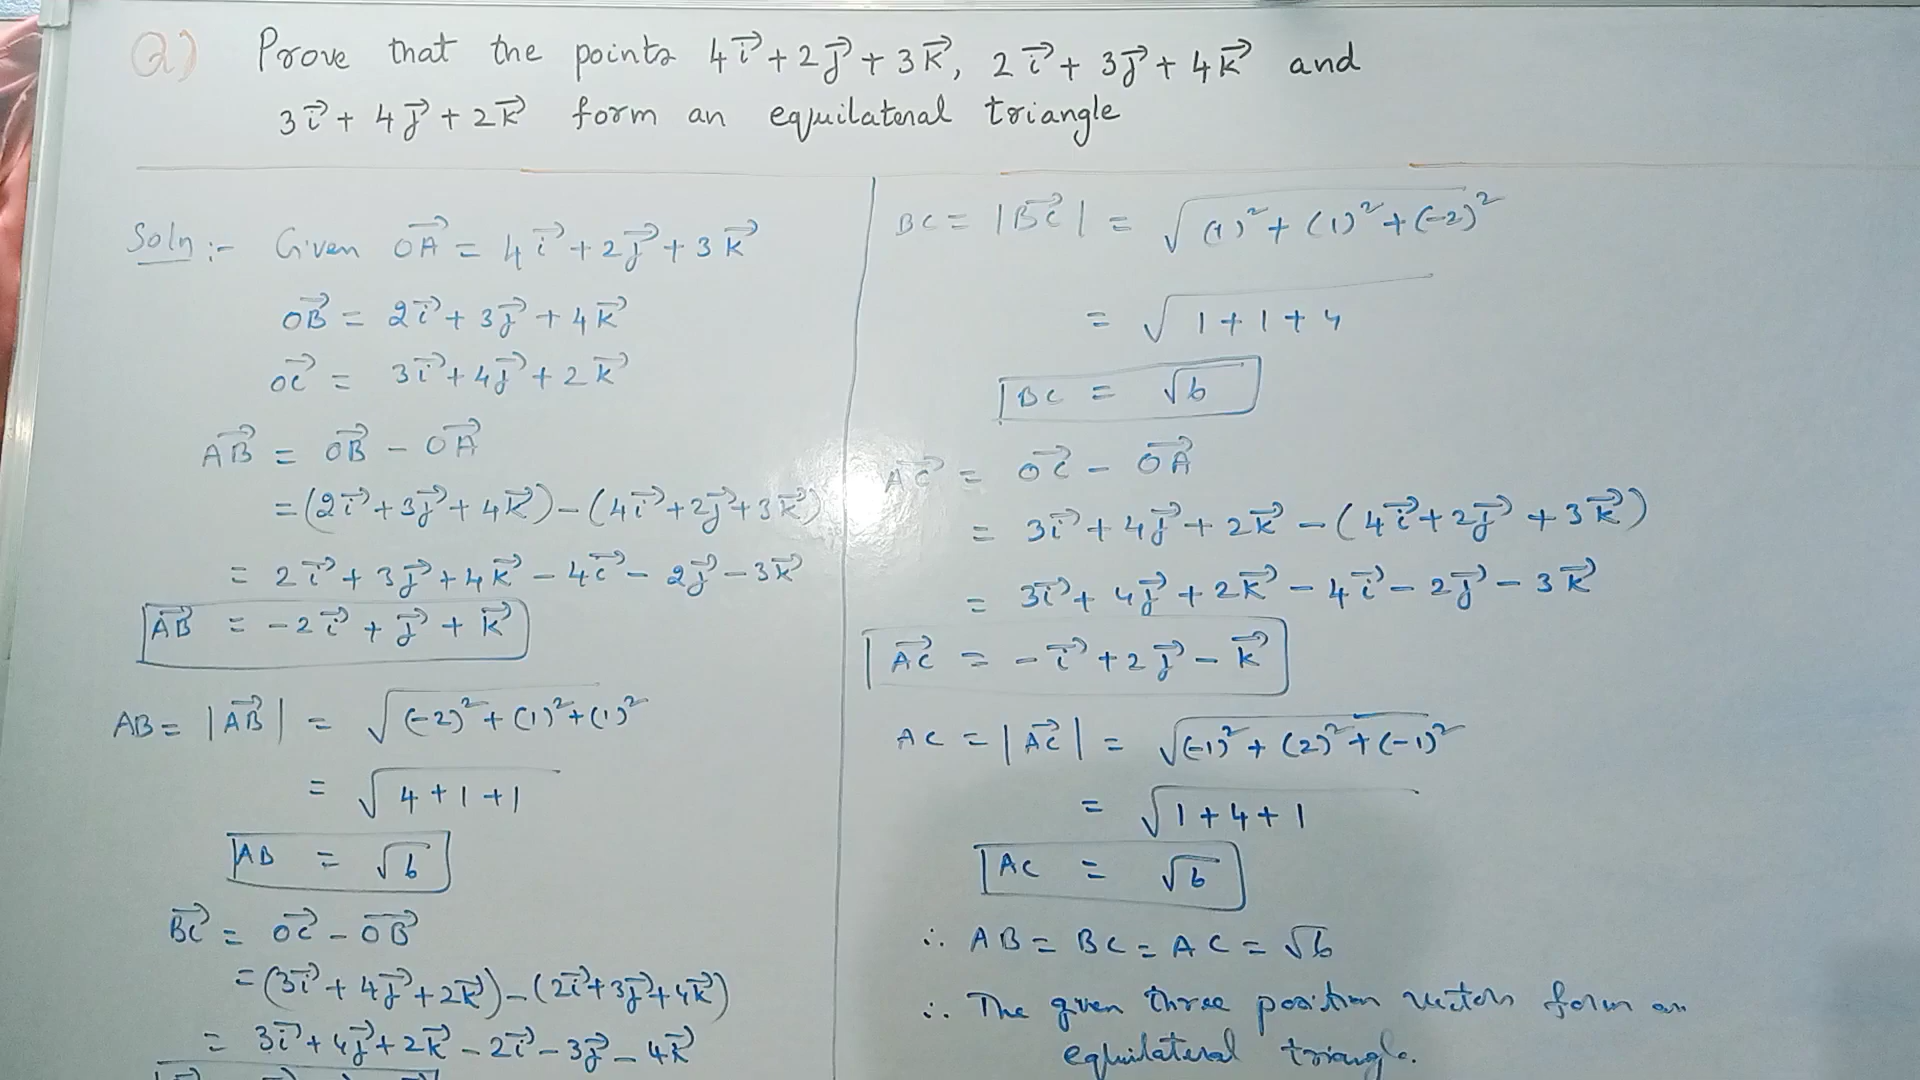 Q) Prove that the points 4i⃗ + 2j⃗ + 3k⃗, 2i⃗ + 3j⃗ + 4k⃗ and
3i⃗ + 4j⃗ + 2k⃗ form an equilateral triangle
Soln :- Given OA⃗ = 4i⃗ + 2j⃗ + 3k⃗
OB⃗ = 2i⃗ + 3j⃗ + 4k⃗
OC⃗ = 3i⃗ + 4j⃗ + 2k⃗
AB⃗ = OB⃗ - OA⃗
= (2i⃗ + 3j⃗ + 4k⃗) - (4i⃗ + 2j⃗ + 3k⃗)
= 2i⃗ + 3j⃗ + 4k⃗ - 4i⃗ - 2j⃗ - 3k⃗
AB⃗ = -2i⃗ + j⃗ + k⃗
AB = |AB⃗| = √(-2)² + (1)² + (1)²
= √4+1+1
AB = √6
BC⃗ = OC⃗ - OB⃗
= (3i⃗ + 4j⃗ + 2k⃗) - (2i⃗ + 3j⃗ + 4k⃗)
= 3i⃗ + 4j⃗ + 2k⃗ - 2i⃗ - 3j⃗ - 4k⃗
BC = |BC⃗| = √(1)² + (1)² + (-2)²
= √1+1+4
BC = √6
AC⃗ = OC⃗ - OA⃗
= 3i⃗ + 4j⃗ + 2k⃗ - (4i⃗ + 2j⃗ + 3k⃗)
= 3i⃗ + 4j⃗ + 2k⃗ - 4i⃗ - 2j⃗ - 3k⃗
AC⃗ = -i⃗ + 2j⃗ - k⃗
AC = |AC⃗| = √(-1)² + (2)² + (-1)²
= √1+4+1
AC = √6
∴ AB = BC = AC = √6
∴ The given three position vectors form an
equilateral triangle.